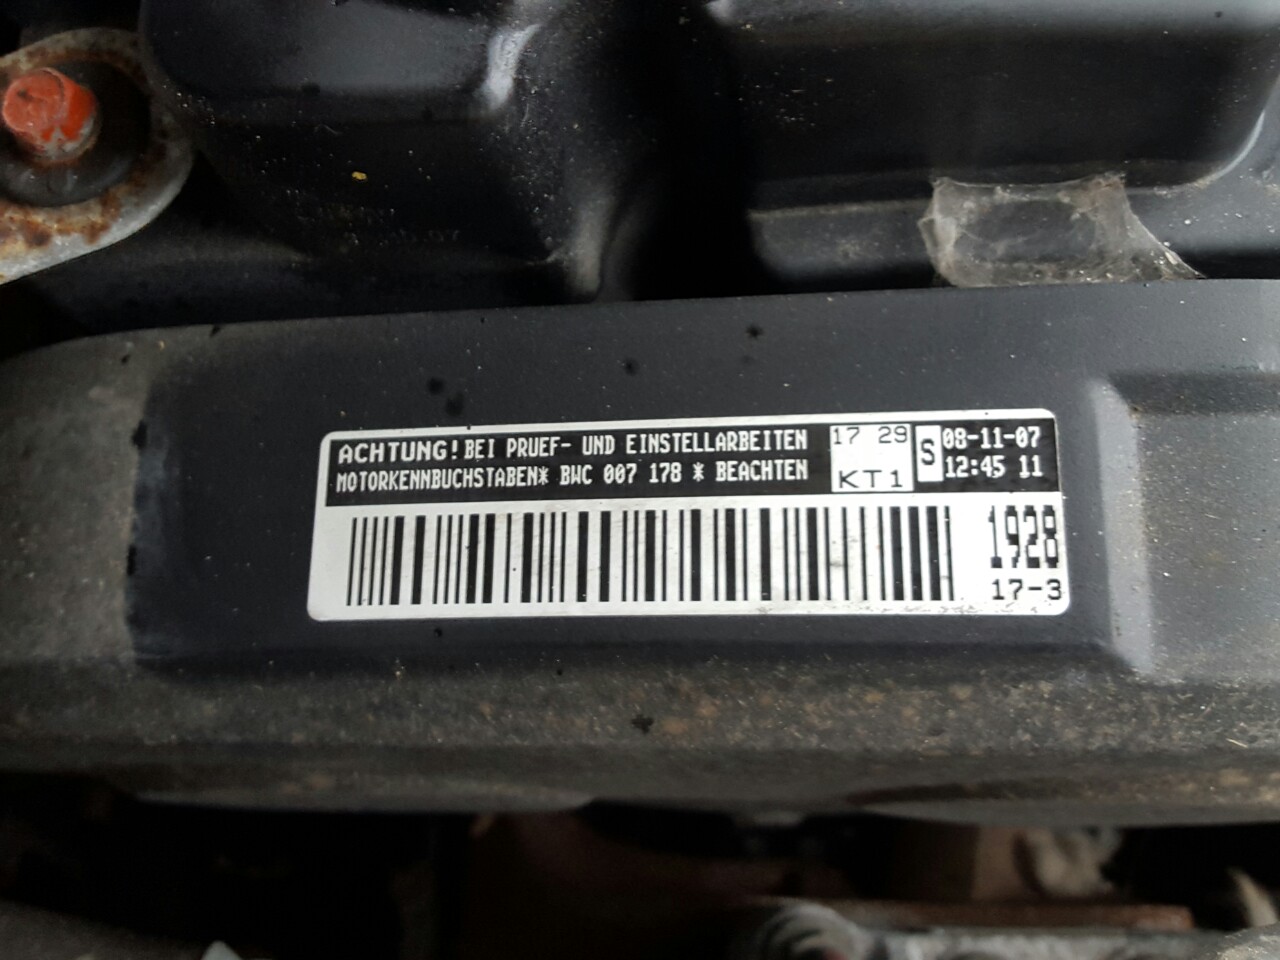 ACHTUNG! BEI PRUEF- UND EINSTELLARBEITEN
MOTORKENNBUCHSTABEN* BWC 007 178 * BEACHTEN
17 29
KT1
S
08-11-07
12:45 11
1928
17-3